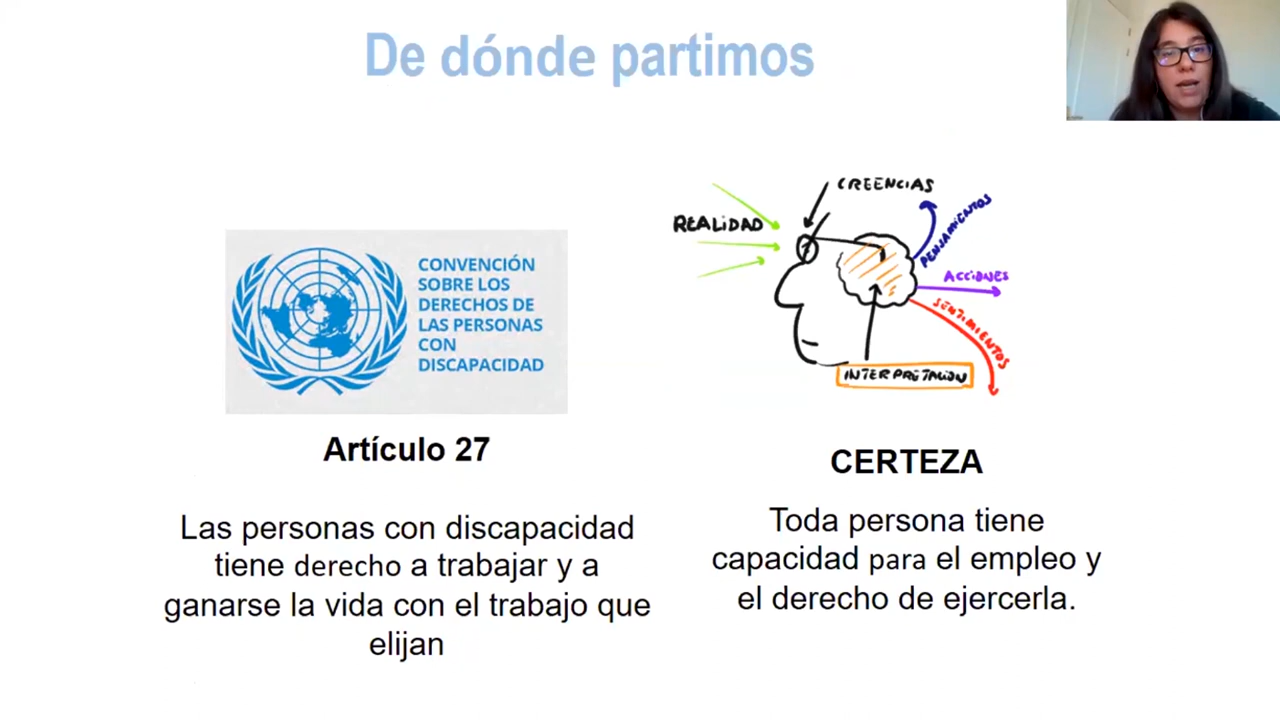 De dónde partimos
CONVENCIÓN
SOBRE LOS
DERECHOS DE
LAS PERSONAS
CON
DISCAPACIDAD
Artículo 27
Las personas con discapacidad
tiene derecho a trabajar y a
ganarse la vida con el trabajo que
elijan
CREENCIAS
REALIDAD
PENSAMIENTOS
ACCIONES
SENTIMIENTOS
INTERPRETACION
CERTEZA
Toda persona tiene
capacidad para el empleo y
el derecho de ejercerla.